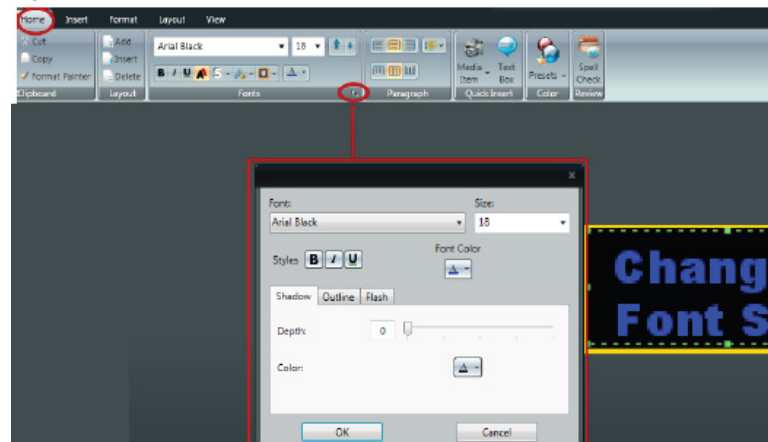 Home Insert Format Layout View
Cut
Copy
Format Painter
Clipboard
Add
Insert
Delete
Layout
Arial Black 18
B I U S
Fonts
Paragraph
Media Item
Text Box
Quick Insert
Presets
Color
Spell Check
Review
x
Font: Size:
Arial Black 18
Styles B I U Font Color
A
Shadow Outline Flash
Depth: 0
Color: A
OK Cancel
Chang
Font S